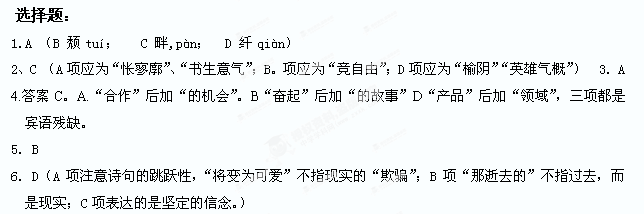 选择题：
1.A （B 颓 tuí； C 畔,pàn； D 纤 qiàn）
2、C （A 项应为“怅寥廓”、“书生意气”；B。项应为“竞自由”；D 项应为“榆阴”“英雄气概”） 3. A
4.答案 C。A.“合作”后加“的机会”。B“奋起”后加“的故事”D“产品”后加“领域”，三项都是
宾语残缺。
5. B
6. D（A 项注意诗句的跳跃性，“将变为可爱”不指现实的“欺骗”；B 项“那逝去的”不指过去，而
是现实；C 项表达的是坚定的信念。）